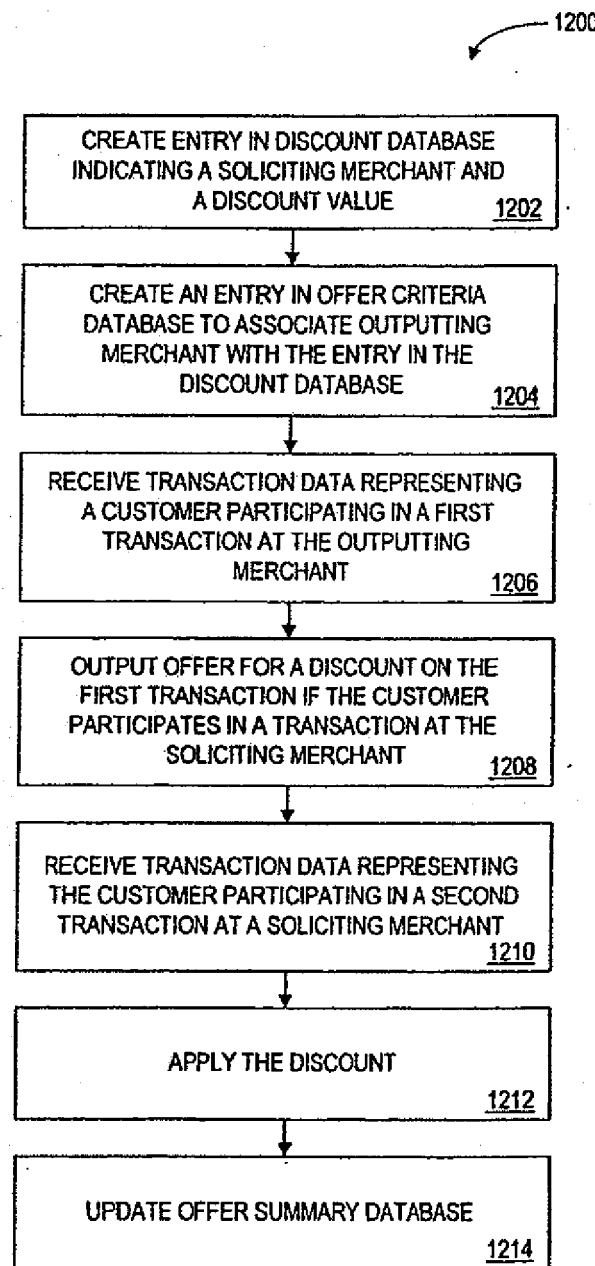 1200
CREATE ENTRY IN DISCOUNT DATABASE
INDICATING A SOLICITING MERCHANT AND
A DISCOUNT VALUE
1202
CREATE AN ENTRY IN OFFER CRITERIA
DATABASE TO ASSOCIATE OUTPUTTING
MERCHANT WITH THE ENTRY IN THE
DISCOUNT DATABASE
1204
RECEIVE TRANSACTION DATA REPRESENTING
A CUSTOMER PARTICIPATING IN A FIRST
TRANSACTION AT THE OUTPUTTING
MERCHANT
1206
OUTPUT OFFER FOR A DISCOUNT ON THE
FIRST TRANSACTION IF THE CUSTOMER
PARTICIPATES IN A TRANSACTION AT THE
SOLICITING MERCHANT
1208
RECEIVE TRANSACTION DATA REPRESENTING
THE CUSTOMER PARTICIPATING IN A SECOND
TRANSACTION AT A SOLICITING MERCHANT
1210
APPLY THE DISCOUNT
1212
UPDATE OFFER SUMMARY DATABASE
1214